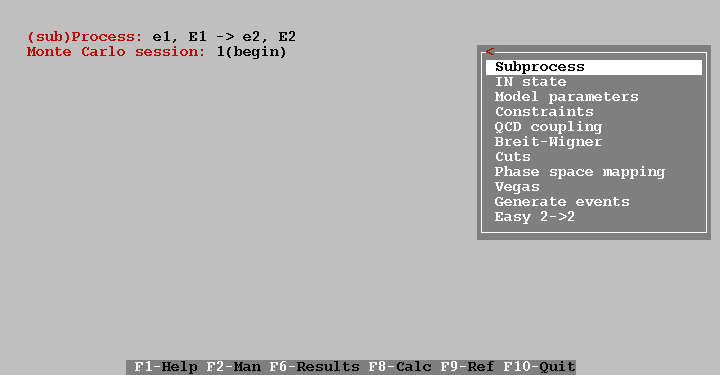 (sub)Process: e1, E1 -> e2, E2
Monte Carlo session: 1(begin)
<
Subprocess
IN state
Model parameters
Constraints
QCD coupling
Breit-Wigner
Cuts
Phase space mapping
Vegas
Generate events
Easy 2->2
F1-Help F2-Man F6-Results F8-Calc F9-Ref F10-Quit